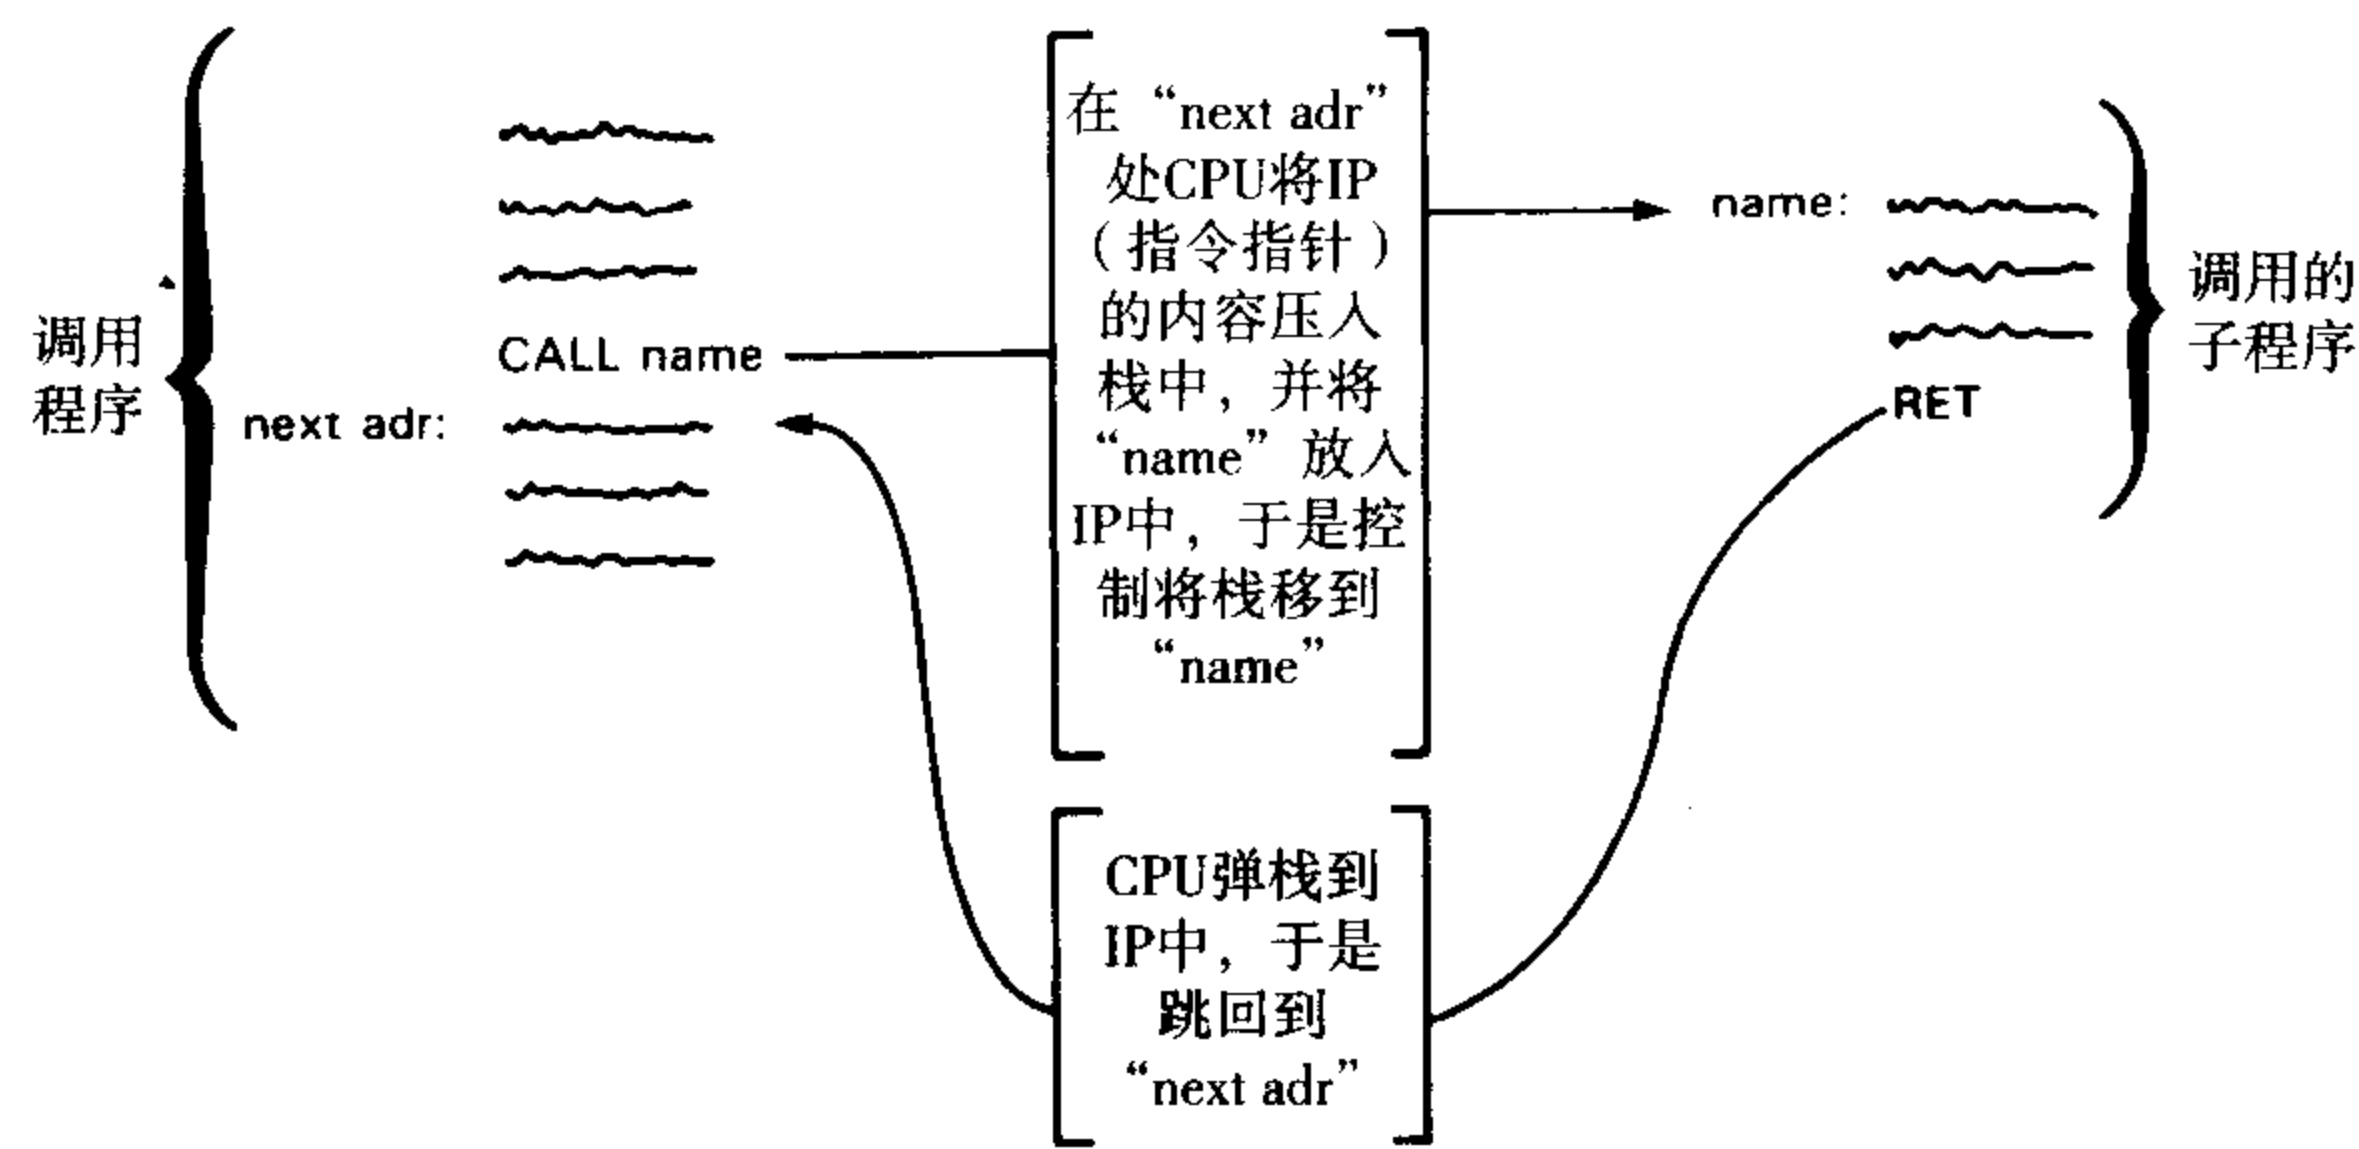 调用
程序
CALL name
next adr:
在 “next adr”
处CPU将IP
（指令指针）
的内容压入
栈中，并将
“name” 放入
IP中，于是控
制将栈移到
“name”
name:
RET
调用的
子程序
CPU弹栈到
IP中，于是
跳回到
“next adr”